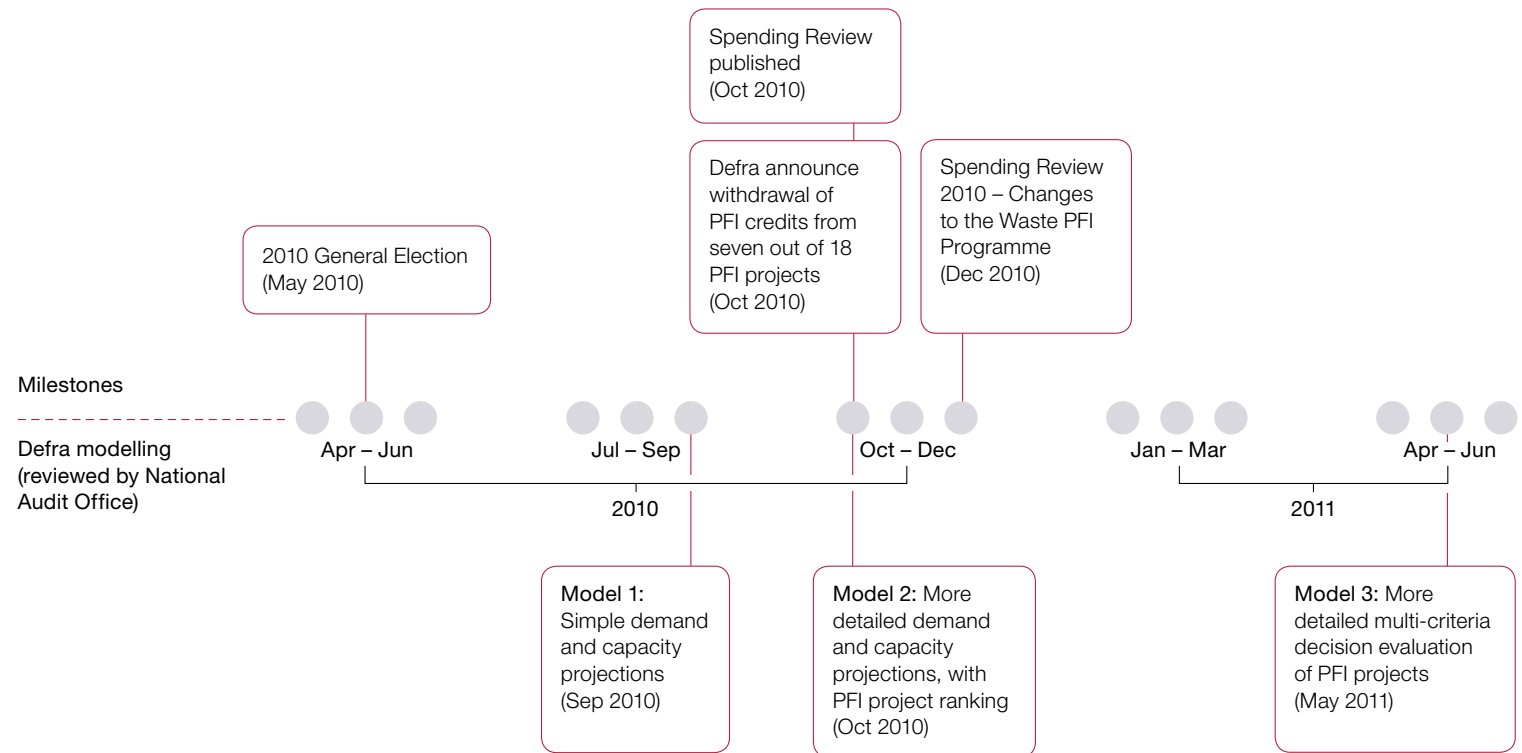 Spending Review
published
(Oct 2010)
Defra announce
withdrawal of
PFI credits from
seven out of 18
PFI projects
(Oct 2010)
Spending Review
2010 – Changes
to the Waste PFI
Programme
(Dec 2010)
2010 General Election
(May 2010)
Milestones
Defra modelling
(reviewed by National
Audit Office)
Apr – Jun
Jul – Sep
Oct – Dec
Jan – Mar
Apr – Jun
2010
2011
Model 1:
Simple demand
and capacity
projections
(Sep 2010)
Model 2: More
detailed demand
and capacity
projections, with
PFI project ranking
(Oct 2010)
Model 3: More
detailed multi-criteria
decision evaluation
of PFI projects
(May 2011)